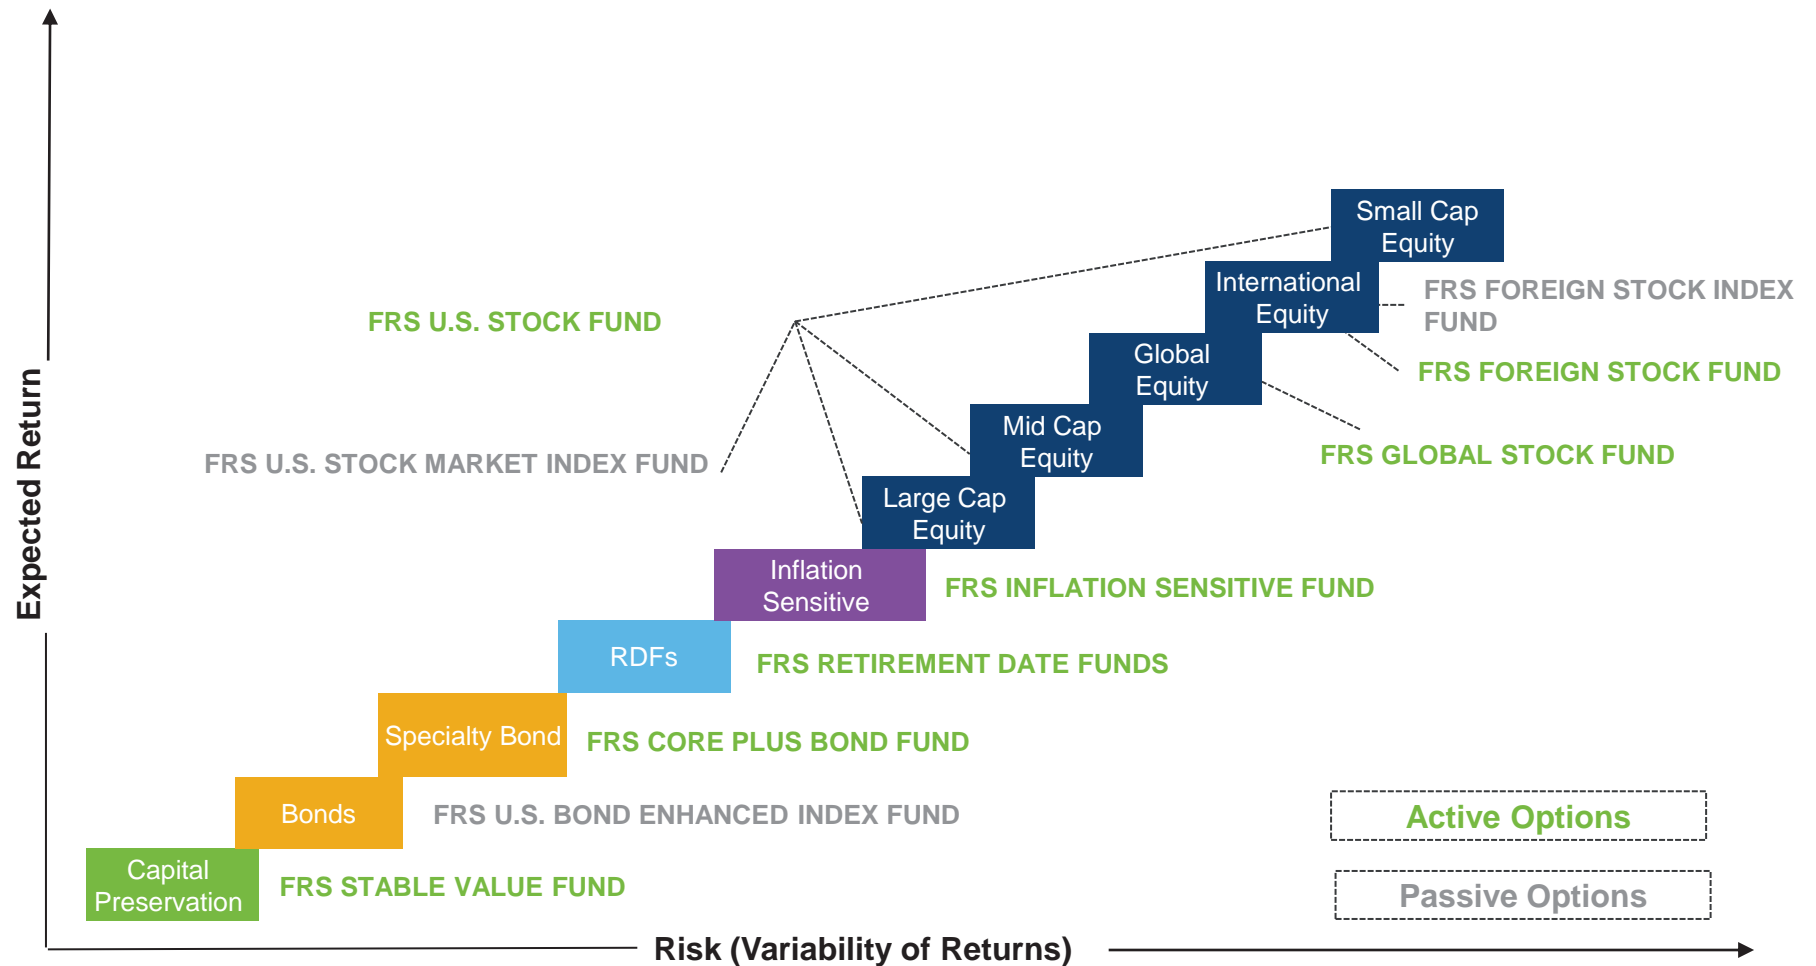 Small Cap
Equity
International
Equity
FRS FOREIGN STOCK INDEX
FUND
FRS U.S. STOCK FUND
Global
Equity
FRS FOREIGN STOCK FUND
Mid Cap
Equity
FRS GLOBAL STOCK FUND
FRS U.S. STOCK MARKET INDEX FUND
Large Cap
Equity
Expected Return
Inflation
Sensitive
FRS INFLATION SENSITIVE FUND
RDFs
FRS RETIREMENT DATE FUNDS
Specialty Bond
FRS CORE PLUS BOND FUND
Bonds
FRS U.S. BOND ENHANCED INDEX FUND
Active Options
Capital
Preservation
FRS STABLE VALUE FUND
Passive Options
Risk (Variability of Returns)